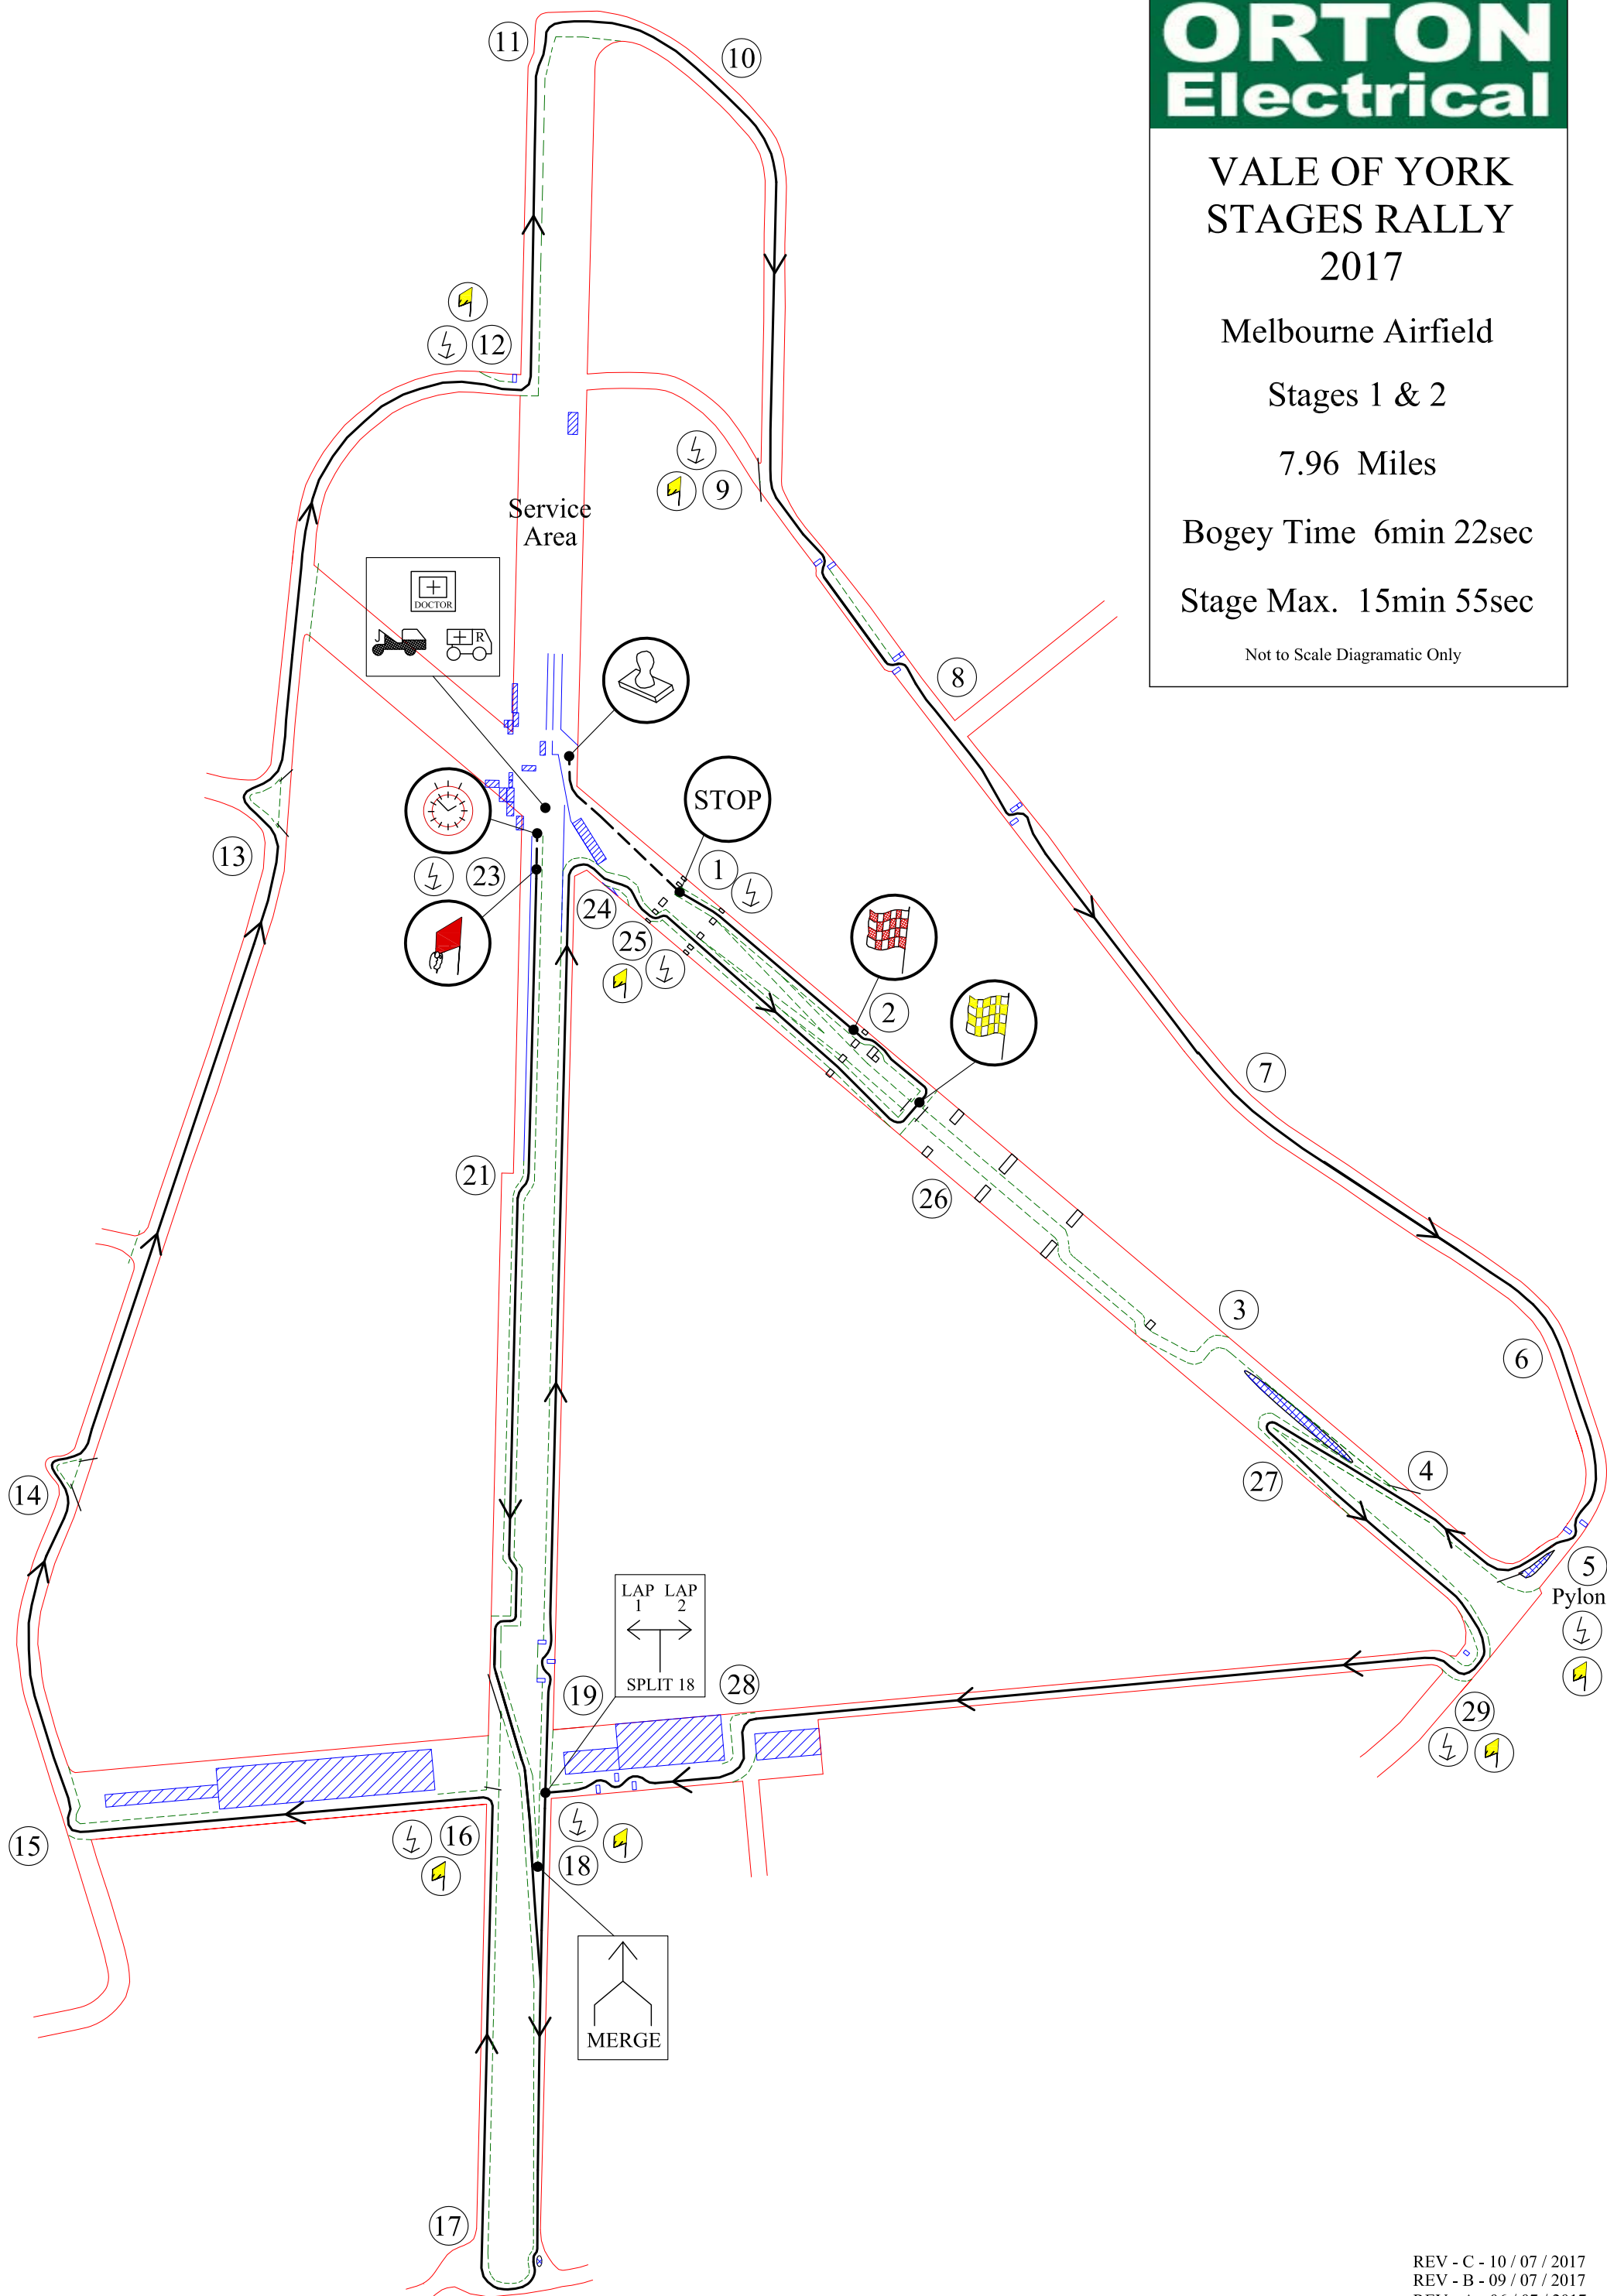 ORTON
Electrical
VALE OF YORK
STAGES RALLY
2017
Melbourne Airfield
Stages 1 & 2
7.96 Miles
Bogey Time 6min 22sec
Stage Max. 15min 55sec
Not to Scale Diagramatic Only
11
10
12
9
Service
Area
DOCTOR
J
R
8
STOP
13
23
1
24
25
2
7
21
26
3
6
14
4
27
5
Pylon
LAP LAP
1 2
SPLIT 18
19
28
29
15
16
18
MERGE
17
REV - C - 10 / 07 / 2017
REV - B - 09 / 07 / 2017